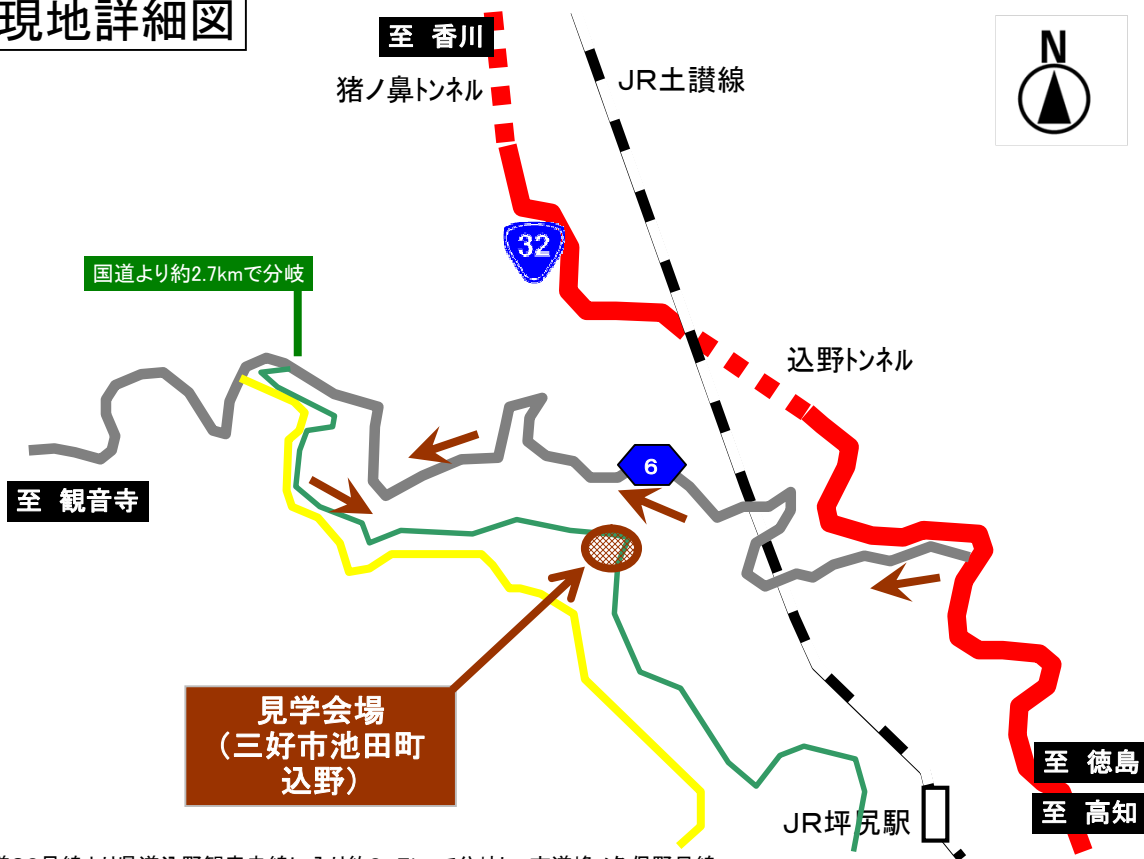 現地詳細図
至 香川
猪ノ鼻トンネル
JR土讃線
N
32
国道より約2.7kmで分岐
込野トンネル
6
至 観音寺
見学会場
(三好市池田町
込野)
至 徳島
至 高知
JR坪尻駅